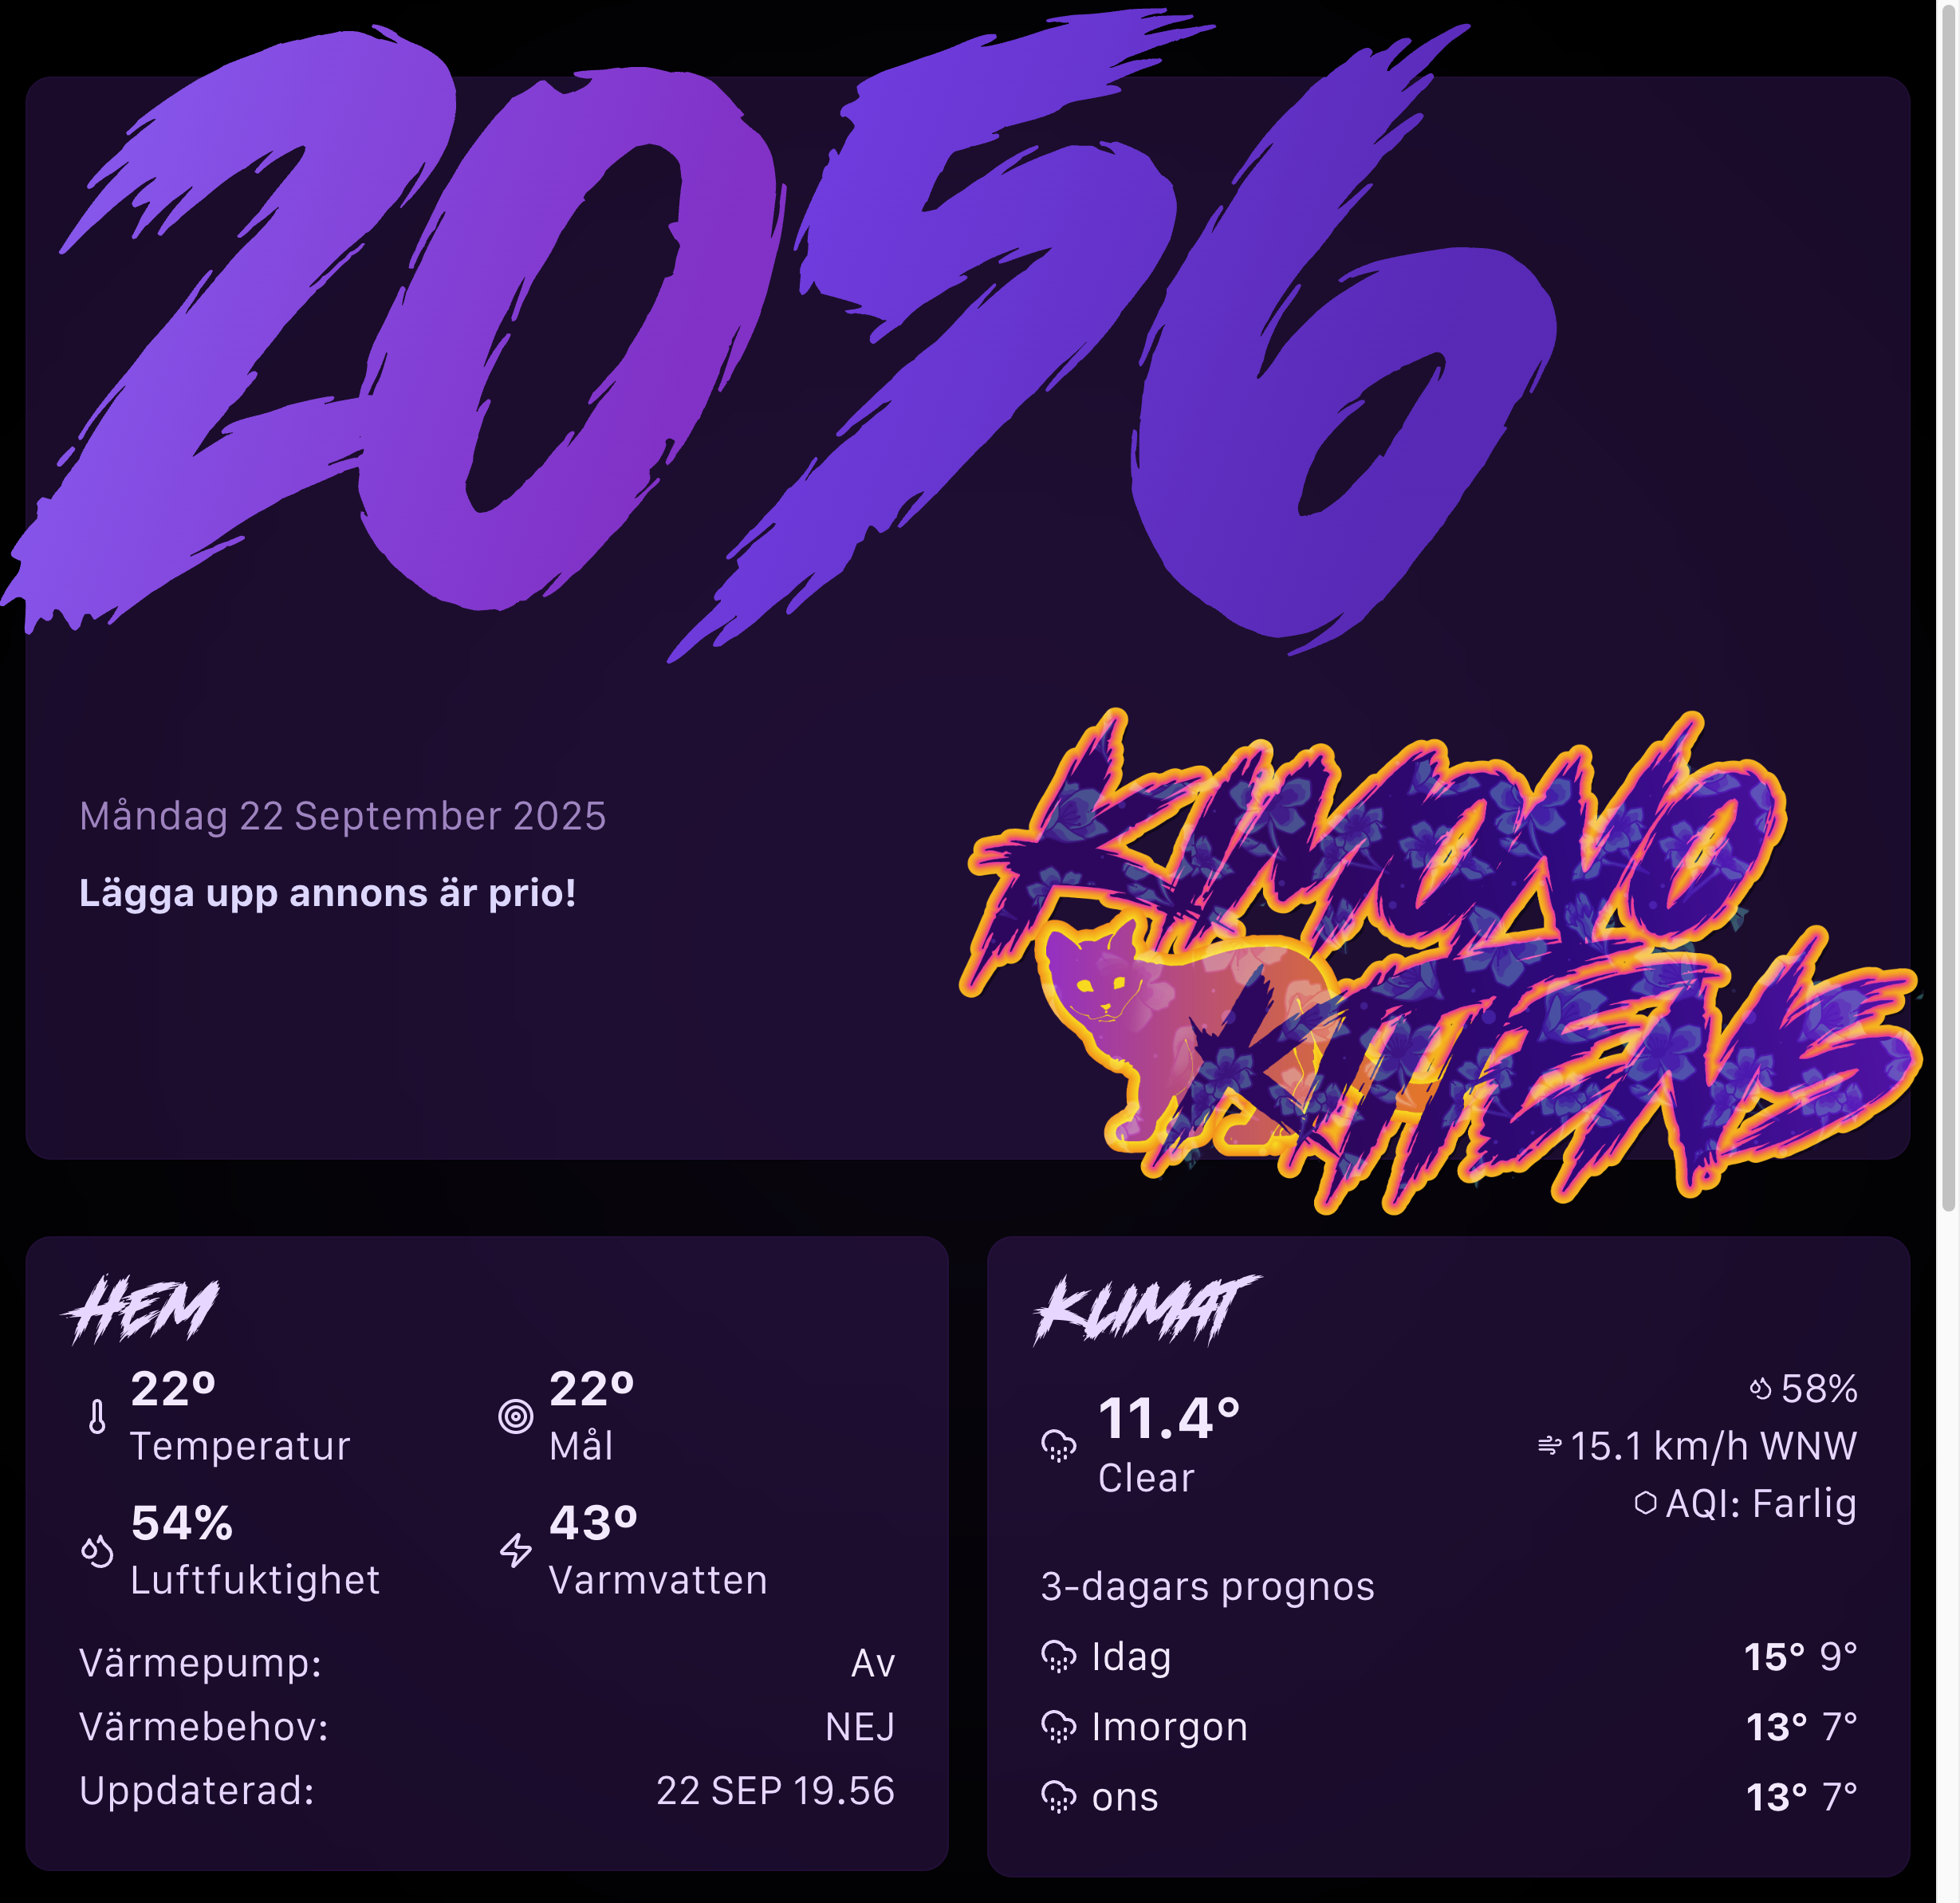 2056
Måndag 22 September 2025
Lägga upp annons är prio!
KIMONO
KITTENS
HEM
22º
Temperatur
22º
Mål
54%
Luftfuktighet
43º
Varmvatten
Värmepump: Av
Värmebehov: NEJ
Uppdaterad: 22 SEP 19.56
KLIMAT
11.4°
Clear
58%
15.1 km/h WNW
AQI: Farlig
3-dagars prognos
Idag 15° 9°
Imorgon 13° 7°
ons 13° 7°